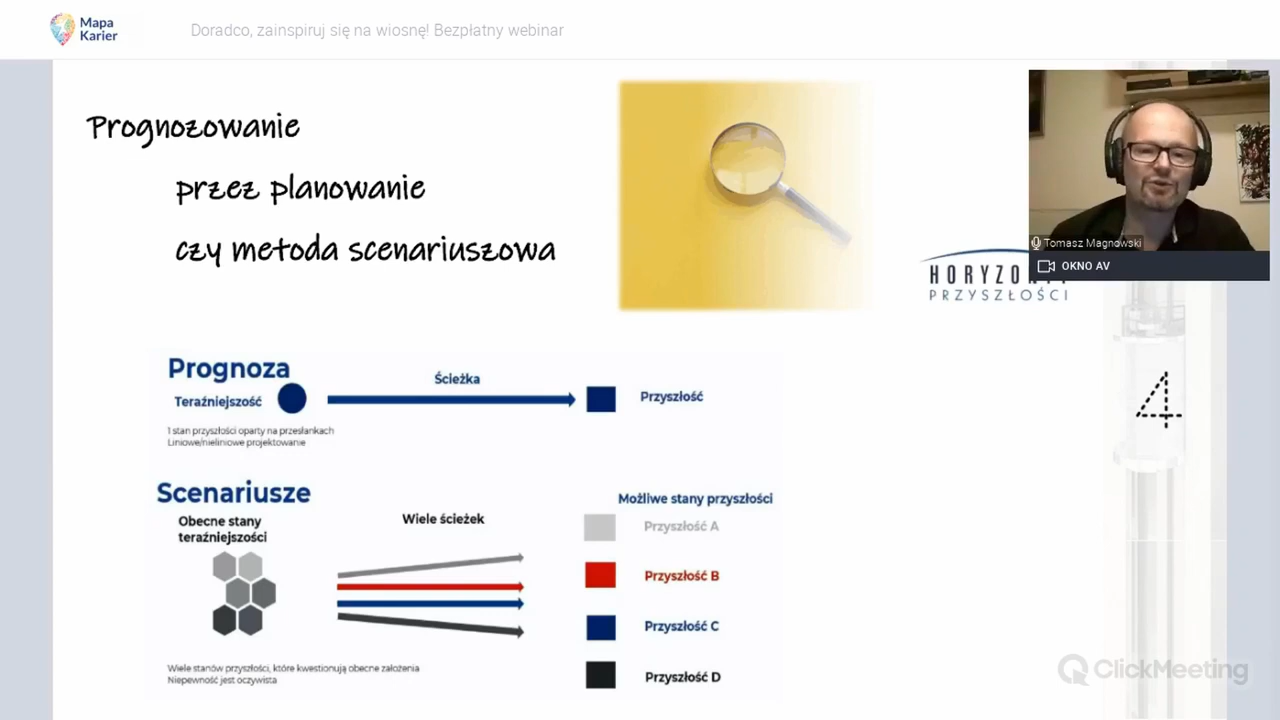 Mapa
Karier
Doradco, zainspiruj się na wiosnę! Bezpłatny webinar
Prognozowanie
przez planowanie
czy metoda scenariuszowa
Tomasz Magnowski
OKNO AV
PRZYSZŁOŚCI
Prognoza
Ścieżka
Teraźniejszość
Przyszłość
1 stan przyszłości oparty na przesłankach
Liniowe/nieliniowe projektowanie
4
Scenariusze
Możliwe stany przyszłości
Obecne stany
teraźniejszości
Wiele ścieżek
Przyszłość A
Przyszłość B
Przyszłość C
Przyszłość D
Wiele stanów przyszłości, które kwestionują obecne założenia
Niepewność jest oczywista
ClickMeeting